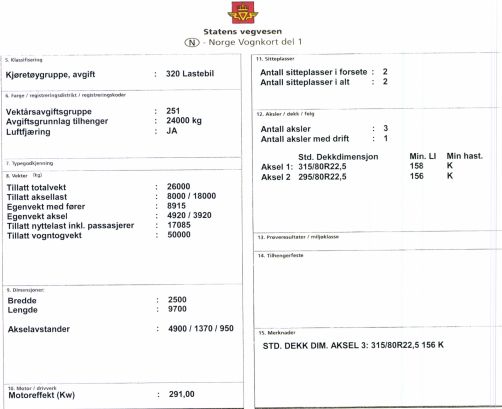 Statens vegvesen
N - Norge Vognkort del 1
5. Klassifisering
Kjøretøygruppe, avgift : 320 Lastebil
6. Farge / registreringsdistrikt / registreringskoder
Vektårsavgiftsgruppe : 251
Avgiftsgrunnlag tilhenger : 24000 kg
Luftfjæring : JA
7. Typegodkjenning
8. Vekter (kg)
Tillatt totalvekt : 26000
Tillatt aksellast : 8000 / 18000
Egenvekt med fører : 8915
Egenvekt aksel : 4920 / 3920
Tillatt nyttelast inkl. passasjerer : 17085
Tillatt vogntogvekt : 50000
9. Dimensjoner:
Bredde : 2500
Lengde : 9700
Akselavstander : 4900 / 1370 / 950
10. Motor / drivverk
Motoreffekt (Kw) : 291,00
11. Sitteplasser
Antall sitteplasser i forsete : 2
Antall sitteplasser i alt : 2
12. Aksler / dekk / felg
Antall aksler : 3
Antall aksler med drift : 1
Std. Dekkdimensjon Min. LI Min hast.
Aksel 1: 315/80R22,5 158 K
Aksel 2 295/80R22,5 156 K
13. Prøveresultater / miljøklasse
14. Tilhengerfeste
15. Merknader
STD. DEKK DIM. AKSEL 3: 315/80R22,5 156 K